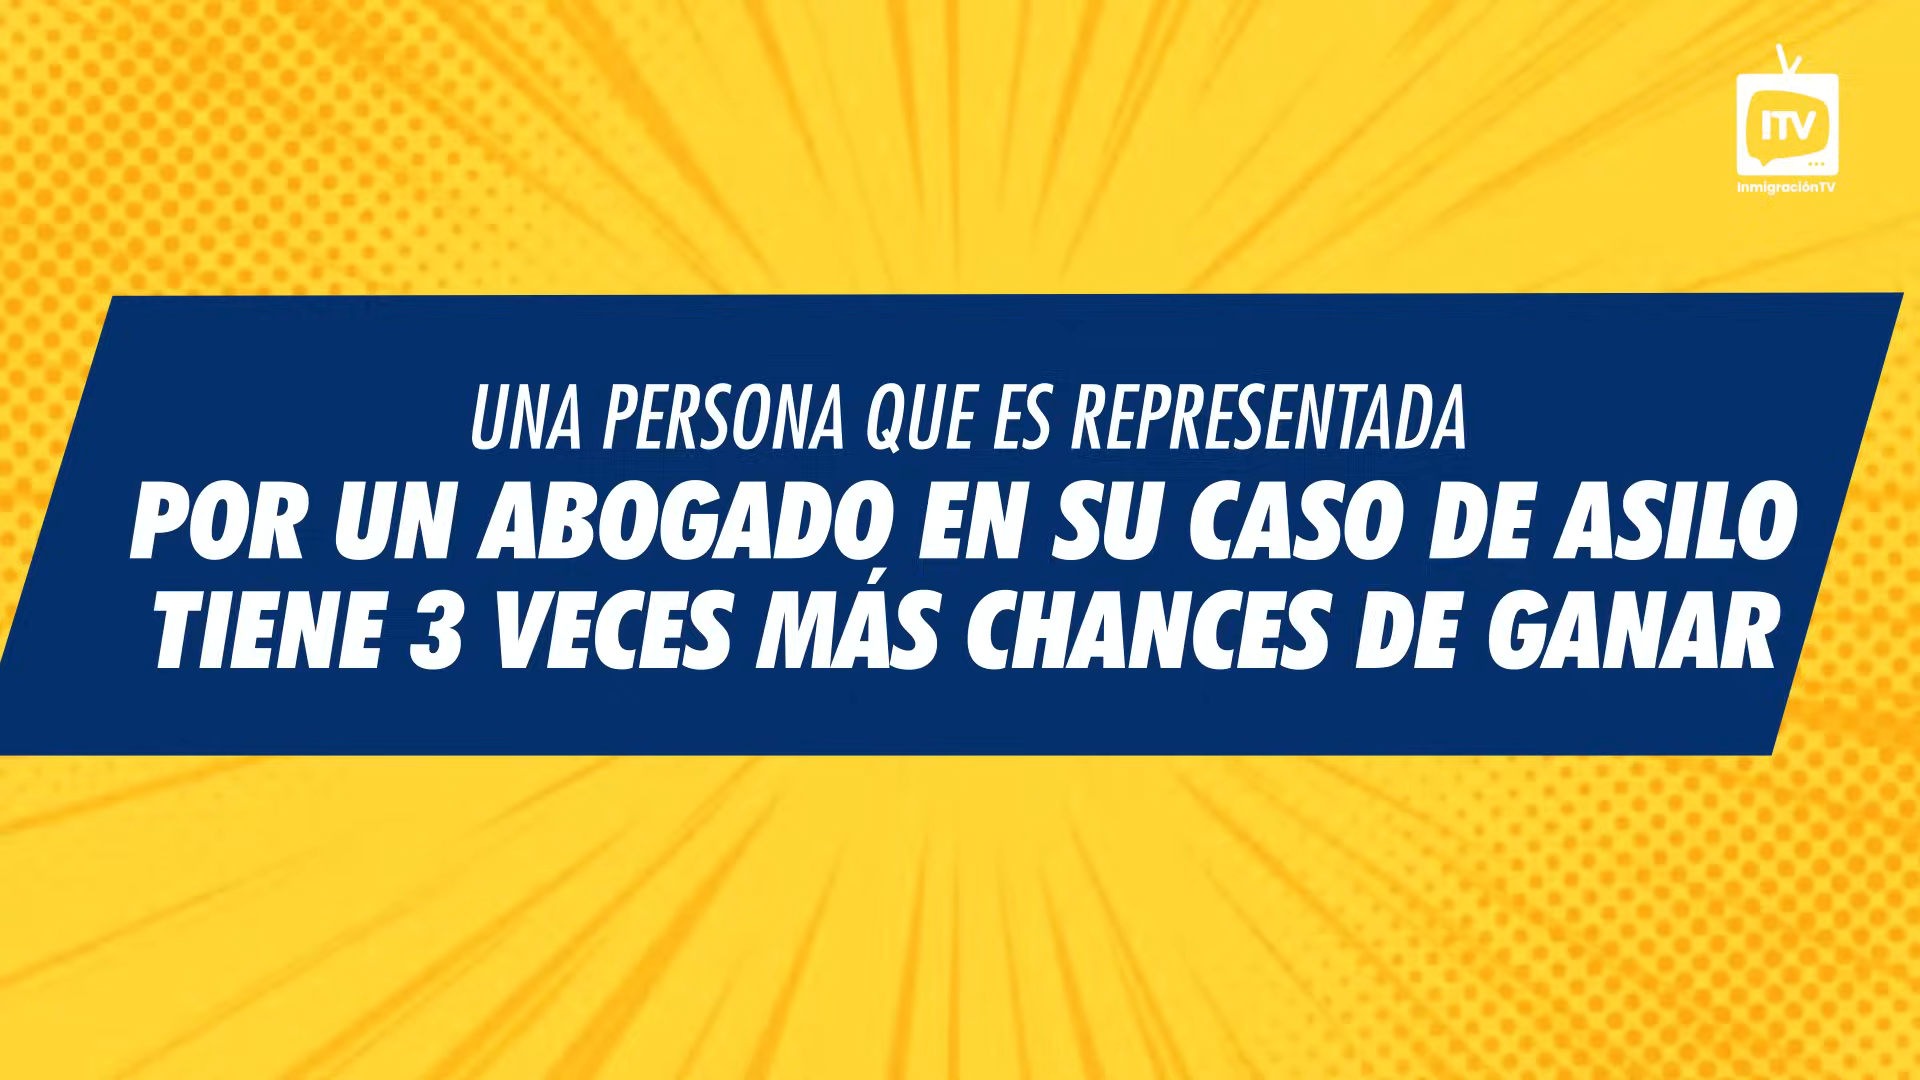 ITV
InmigraciónTV
UNA PERSONA QUE ES REPRESENTADA
POR UN ABOGADO EN SU CASO DE ASILO
TIENE 3 VECES MÁS CHANCES DE GANAR